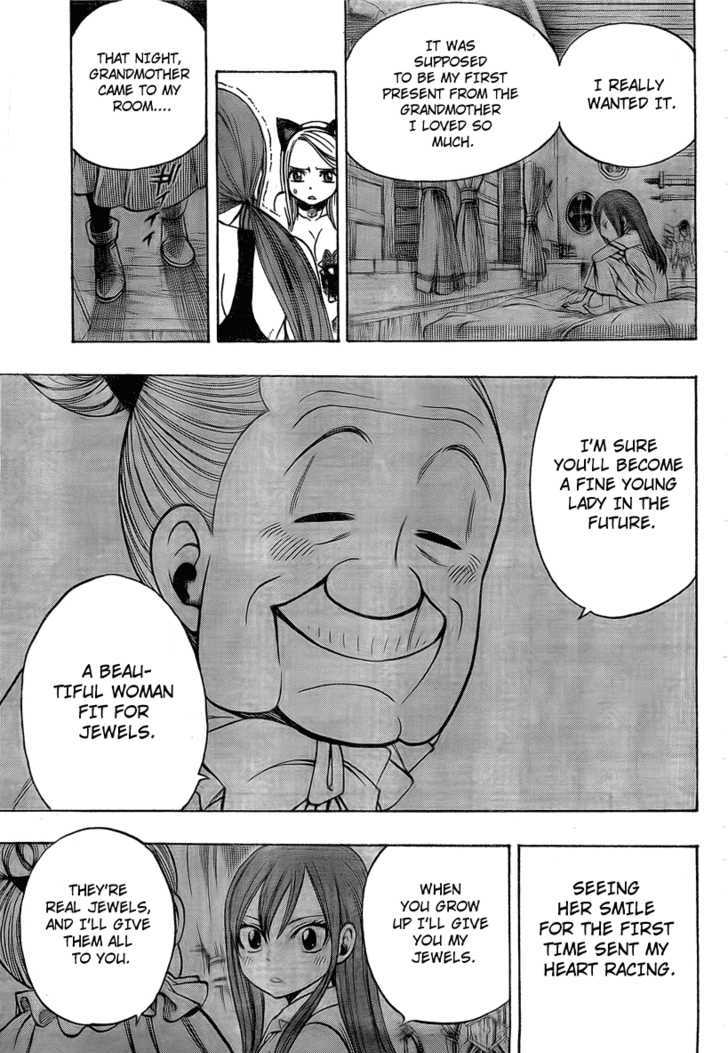 I REALLY
WANTED IT.
IT WAS
SUPPOSED
TO BE MY FIRST
PRESENT FROM THE
GRANDMOTHER
I LOVED SO
MUCH.
THAT NIGHT,
GRANDMOTHER
CAME TO MY
ROOM....
I'M SURE
YOU'LL BECOME
A FINE YOUNG
LADY IN THE
FUTURE.
A BEAU-
TIFUL WOMAN
FIT FOR
JEWELS.
SEEING
HER SMILE
FOR THE FIRST
TIME SENT MY
HEART RACING.
WHEN
YOU GROW
UP I'LL GIVE
YOU MY
JEWELS.
THEY'RE
REAL JEWELS,
AND I'LL GIVE
THEM ALL
TO YOU.